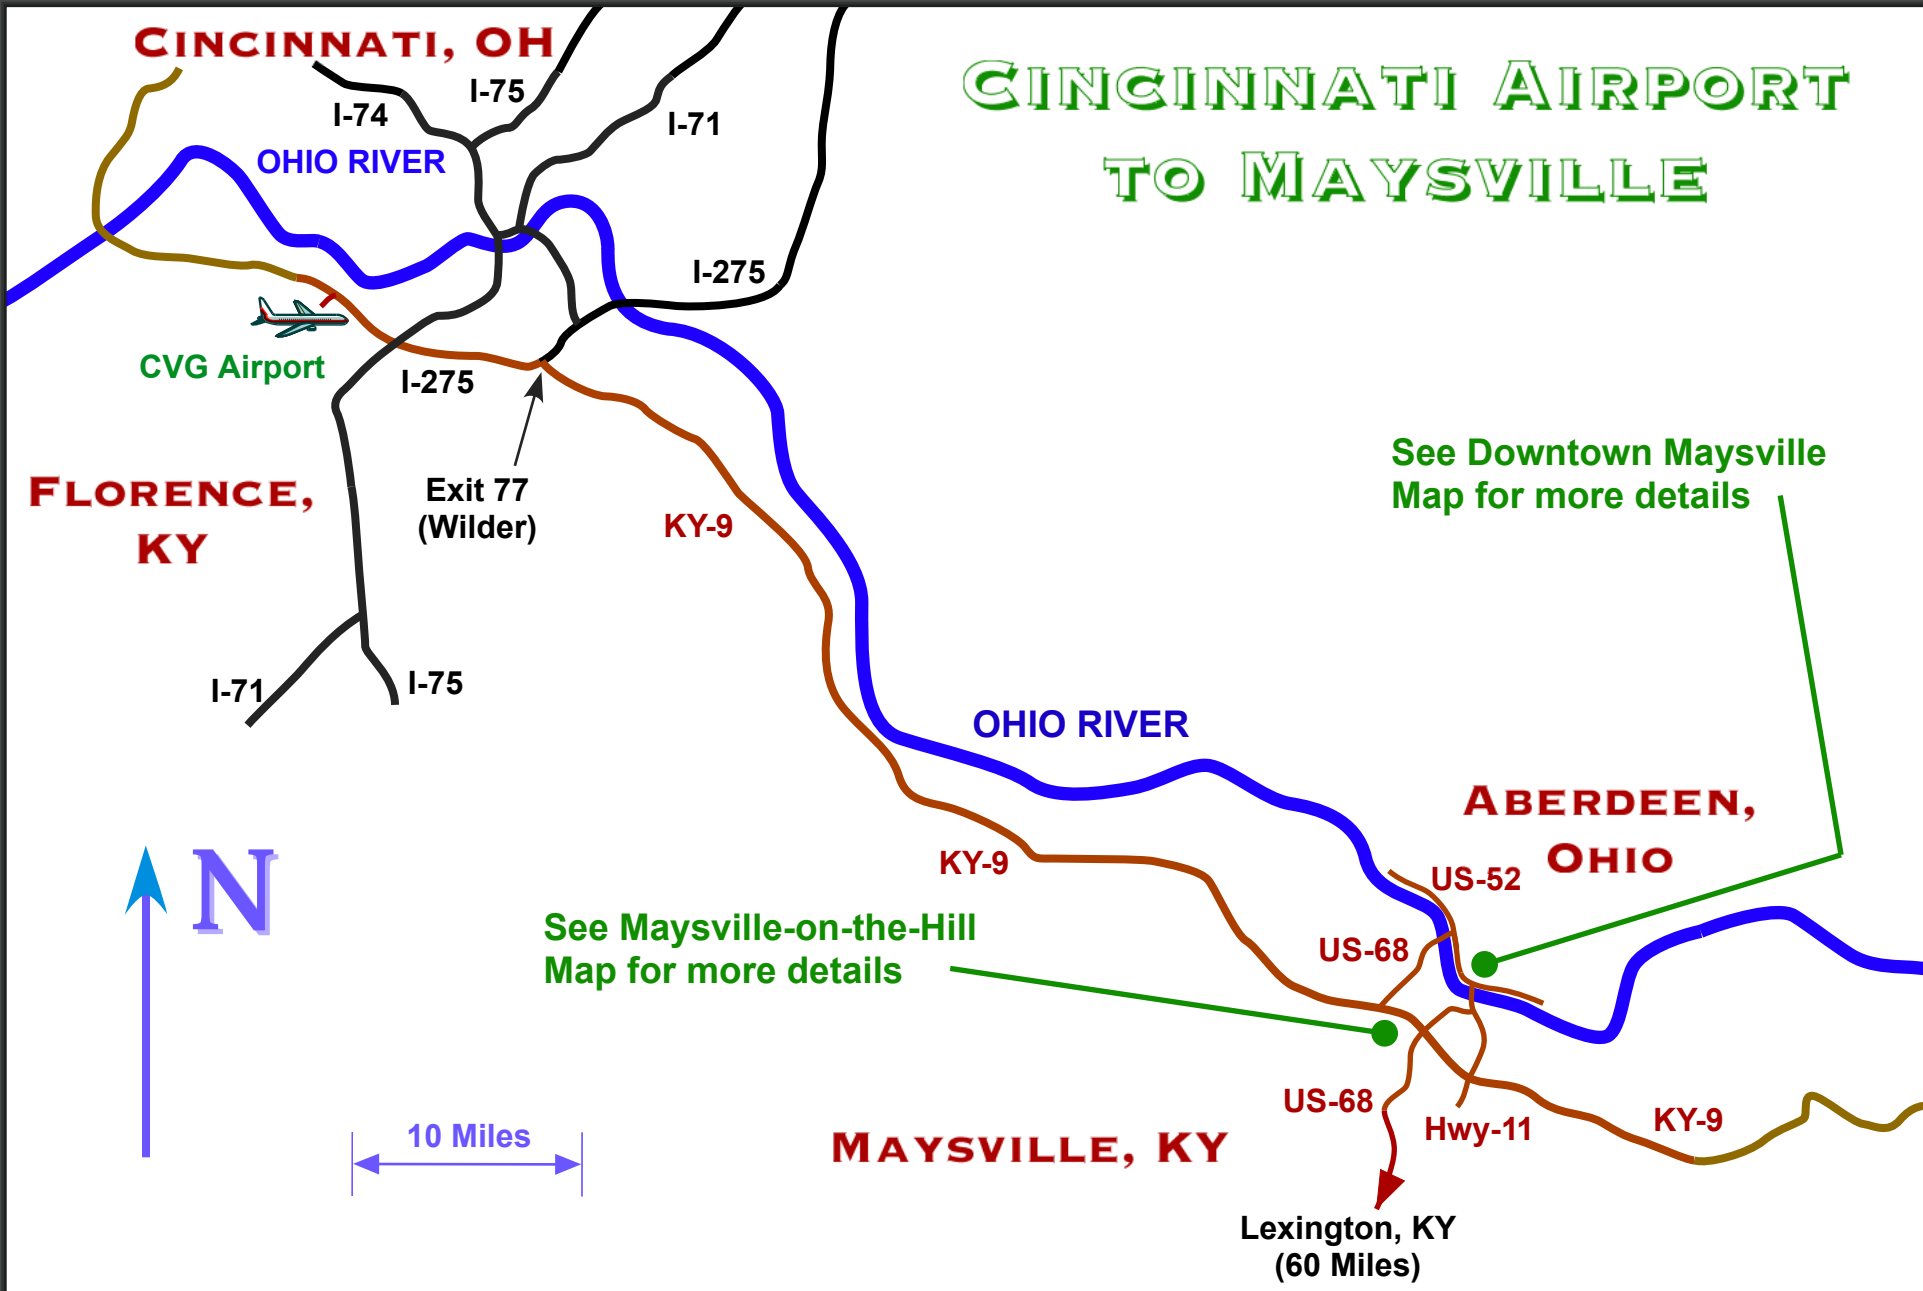 CINCINNATI, OH
CINCINNATI AIRPORT
TO MAYSVILLE
I-75
I-74
I-71
OHIO RIVER
I-275
CVG Airport
I-275
Exit 77
(Wilder)
FLORENCE,
KY
KY-9
See Downtown Maysville
Map for more details
I-71
I-75
OHIO RIVER
ABERDEEN,
OHIO
N
KY-9
US-52
See Maysville-on-the-Hill
Map for more details
US-68
US-68
Hwy-11
KY-9
10 Miles
MAYSVILLE, KY
Lexington, KY
(60 Miles)